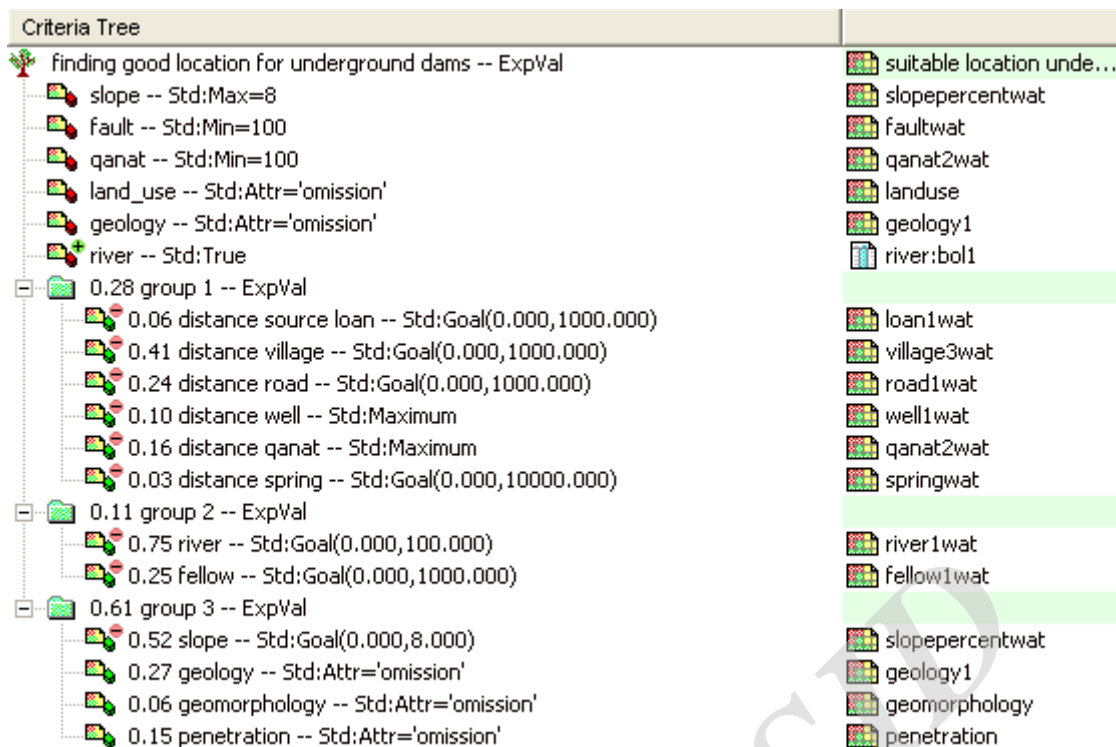 Criteria Tree
finding good location for underground dams -- ExpVal suitable location unde...
slope -- Std:Max=8 slopepercentwat
fault -- Std:Min=100 faultwat
qanat -- Std:Min=100 qanat2wat
land_use -- Std:Attr='omission' landuse
geology -- Std:Attr='omission' geology1
river -- Std:True river:bol1
0.28 group 1 -- ExpVal
0.06 distance source loan -- Std:Goal(0.000,1000.000) loan1wat
0.41 distance village -- Std:Goal(0.000,1000.000) village3wat
0.24 distance road -- Std:Goal(0.000,1000.000) road1wat
0.10 distance well -- Std:Maximum well1wat
0.16 distance qanat -- Std:Maximum qanat2wat
0.03 distance spring -- Std:Goal(0.000,10000.000) springwat
0.11 group 2 -- ExpVal
0.75 river -- Std:Goal(0.000,100.000) river1wat
0.25 fellow -- Std:Goal(0.000,1000.000) fellow1wat
0.61 group 3 -- ExpVal
0.52 slope -- Std:Goal(0.000,8.000) slopepercentwat
0.27 geology -- Std:Attr='omission' geology1
0.06 geomorphology -- Std:Attr='omission' geomorphology
0.15 penetration -- Std:Attr='omission' penetration
SID